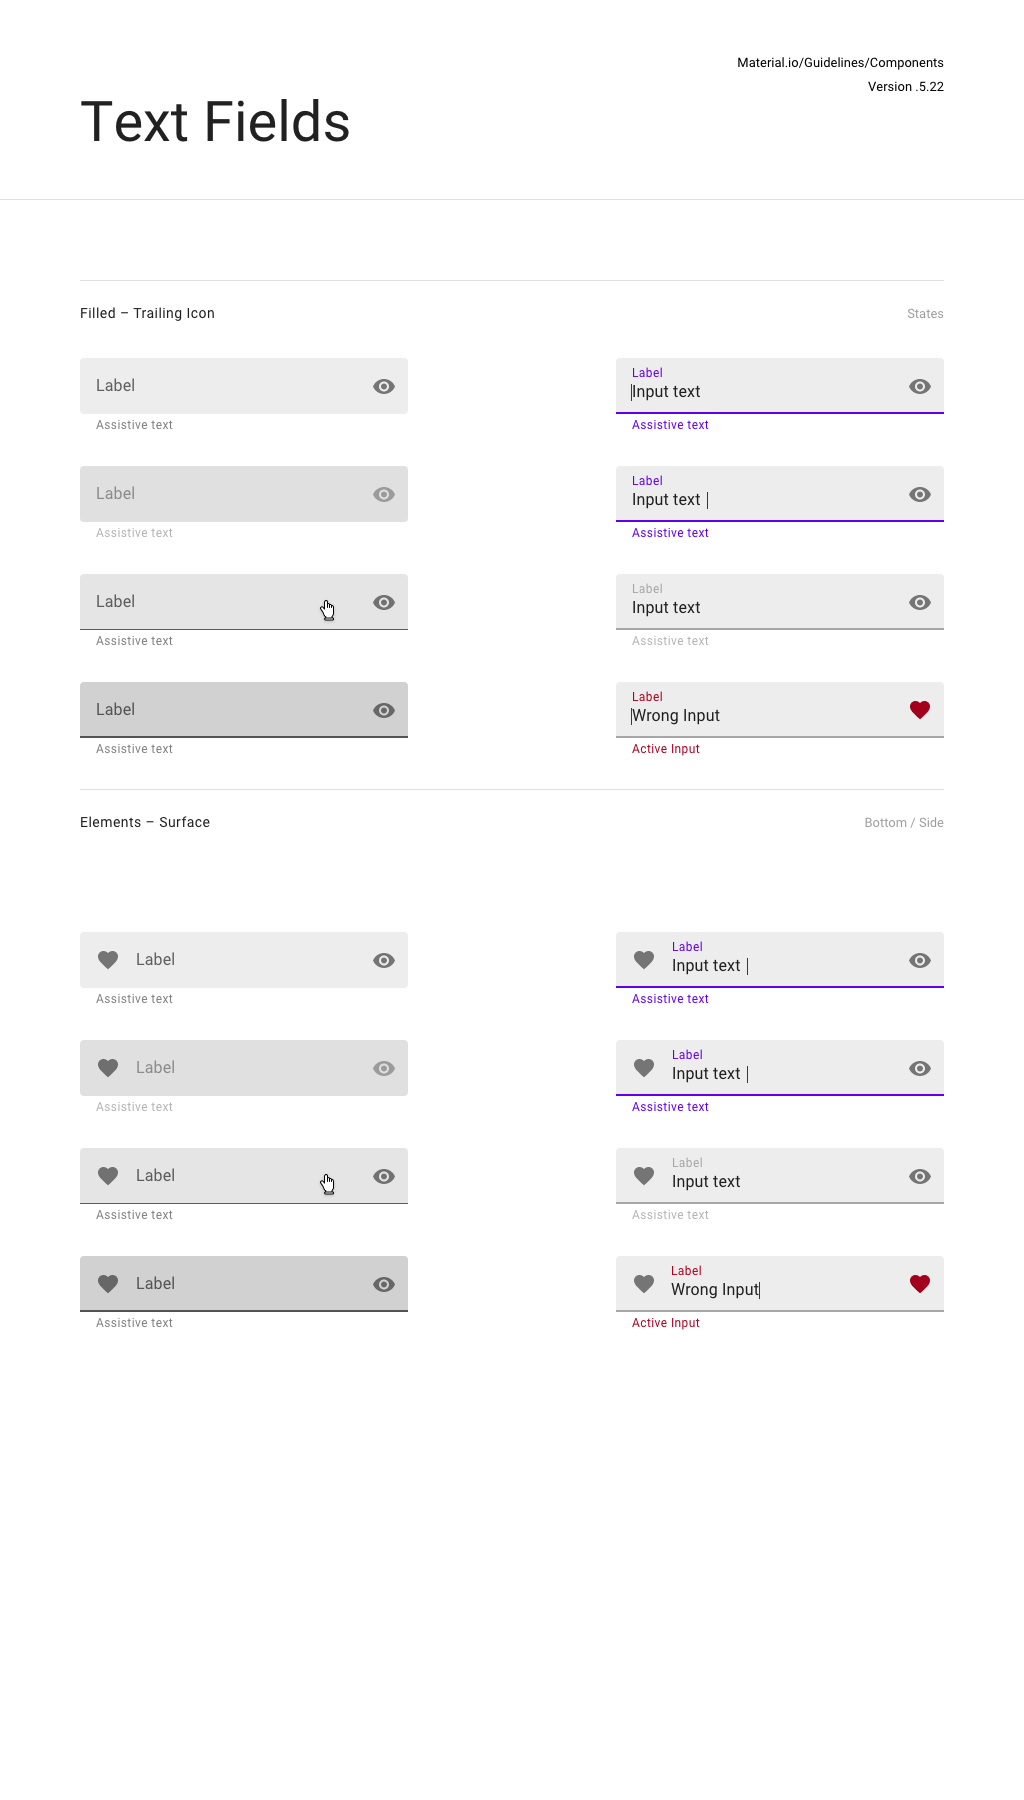 Material.io/Guidelines/Components
Version .5.22
Text Fields
Filled – Trailing Icon
States
Label
Assistive text
Label
Input text
Assistive text
Label
Assistive text
Label
Input text
Assistive text
Label
Assistive text
Label
Input text
Assistive text
Label
Assistive text
Label
Wrong Input
Active Input
Elements – Surface
Bottom / Side
Label
Assistive text
Label
Input text
Assistive text
Label
Assistive text
Label
Input text
Assistive text
Label
Assistive text
Label
Input text
Assistive text
Label
Assistive text
Label
Wrong Input
Active Input